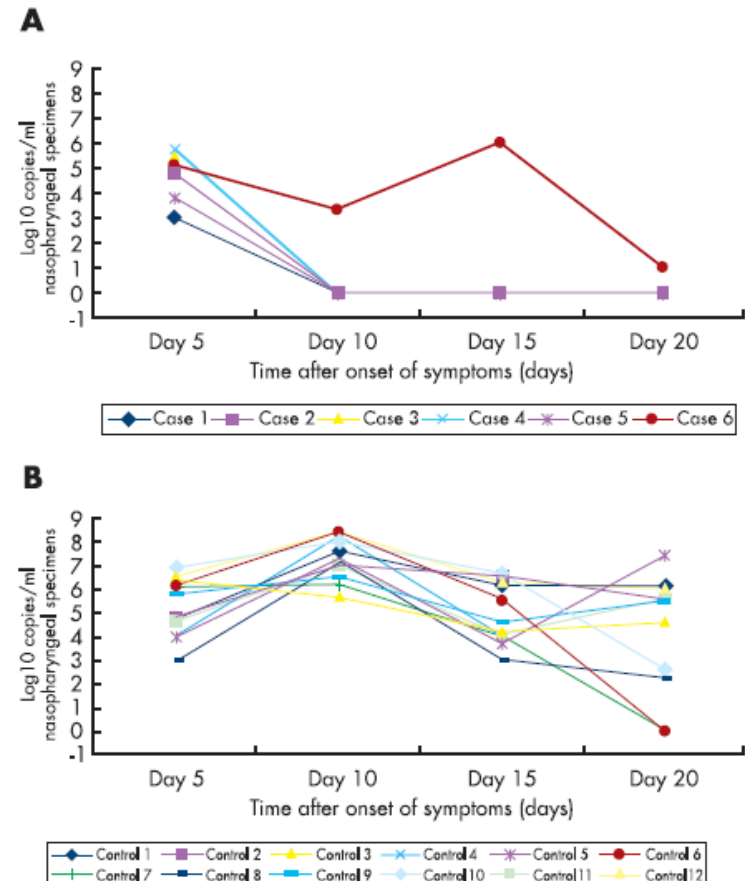 A
Log10 copies/ml
nasopharyngeal specimens
9
8
7
6
5
4
3
2
1
0
-1
Day 5 Day 10 Day 15 Day 20
Time after onset of symptoms (days)
Case 1 Case 2 Case 3 Case 4 Case 5 Case 6
B
Log10 copies/ml
nasopharyngeal specimens
9
8
7
6
5
4
3
2
1
0
-1
Day 5 Day 10 Day 15 Day 20
Time after onset of symptoms (days)
Control 1 Control 2 Control 3 Control 4 Control 5 Control 6
Control 7 Control 8 Control 9 Control 10 Control 11 Control 12